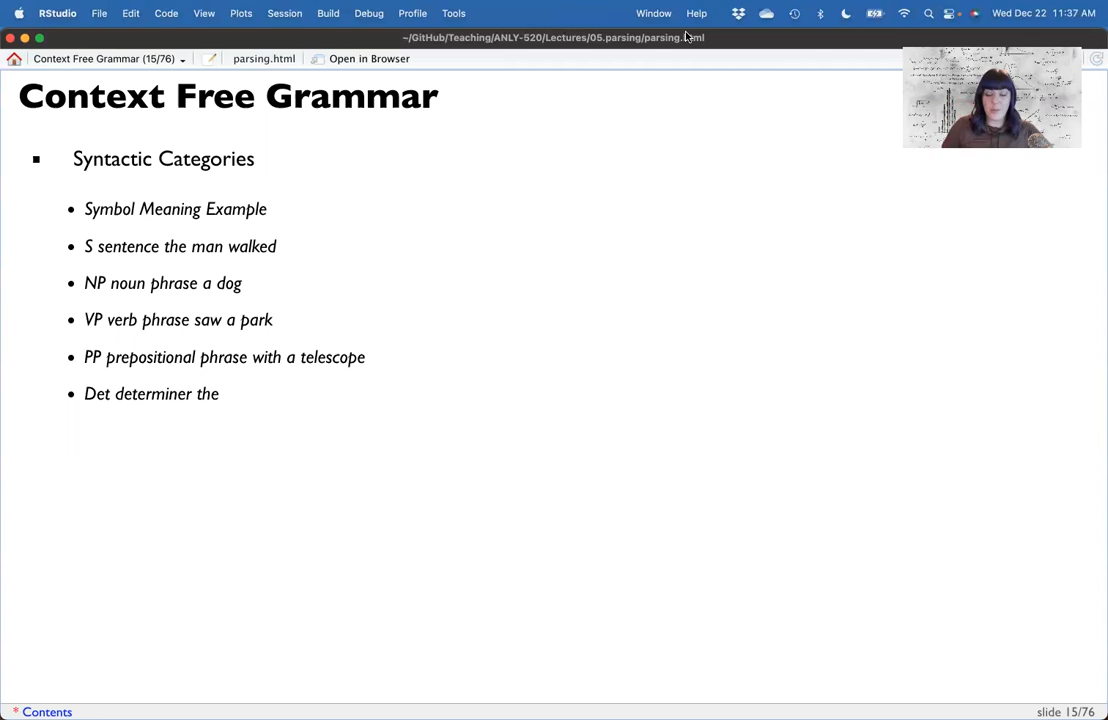 RStudio File Edit Code View Plots Session Build Debug Profile Tools Window Help Wed Dec 22 11:37 AM
~/GitHub/Teaching/ANLY-520/Lectures/05.parsing/parsing.html
Context Free Grammar (15/76) parsing.html Open in Browser
Context Free Grammar
Syntactic Categories
Symbol Meaning Example
S sentence the man walked
NP noun phrase a dog
VP verb phrase saw a park
PP prepositional phrase with a telescope
Det determiner the
* Contents slide 15/76